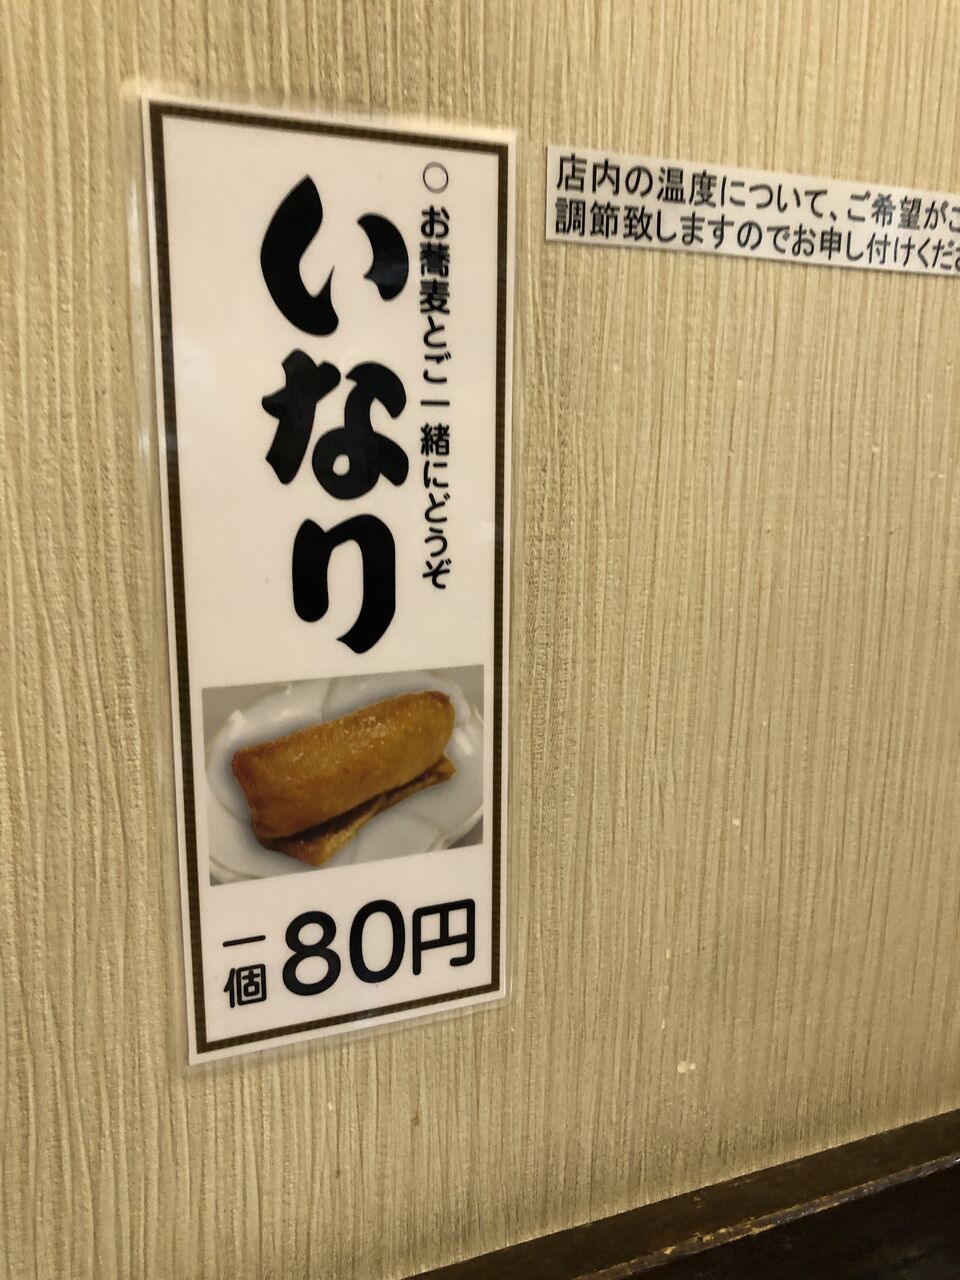 ○お蕎麦とご一緒にどうぞ
いなり
一個80円
店内の温度について、ご希望がご
調節致しますのでお申し付けくださ